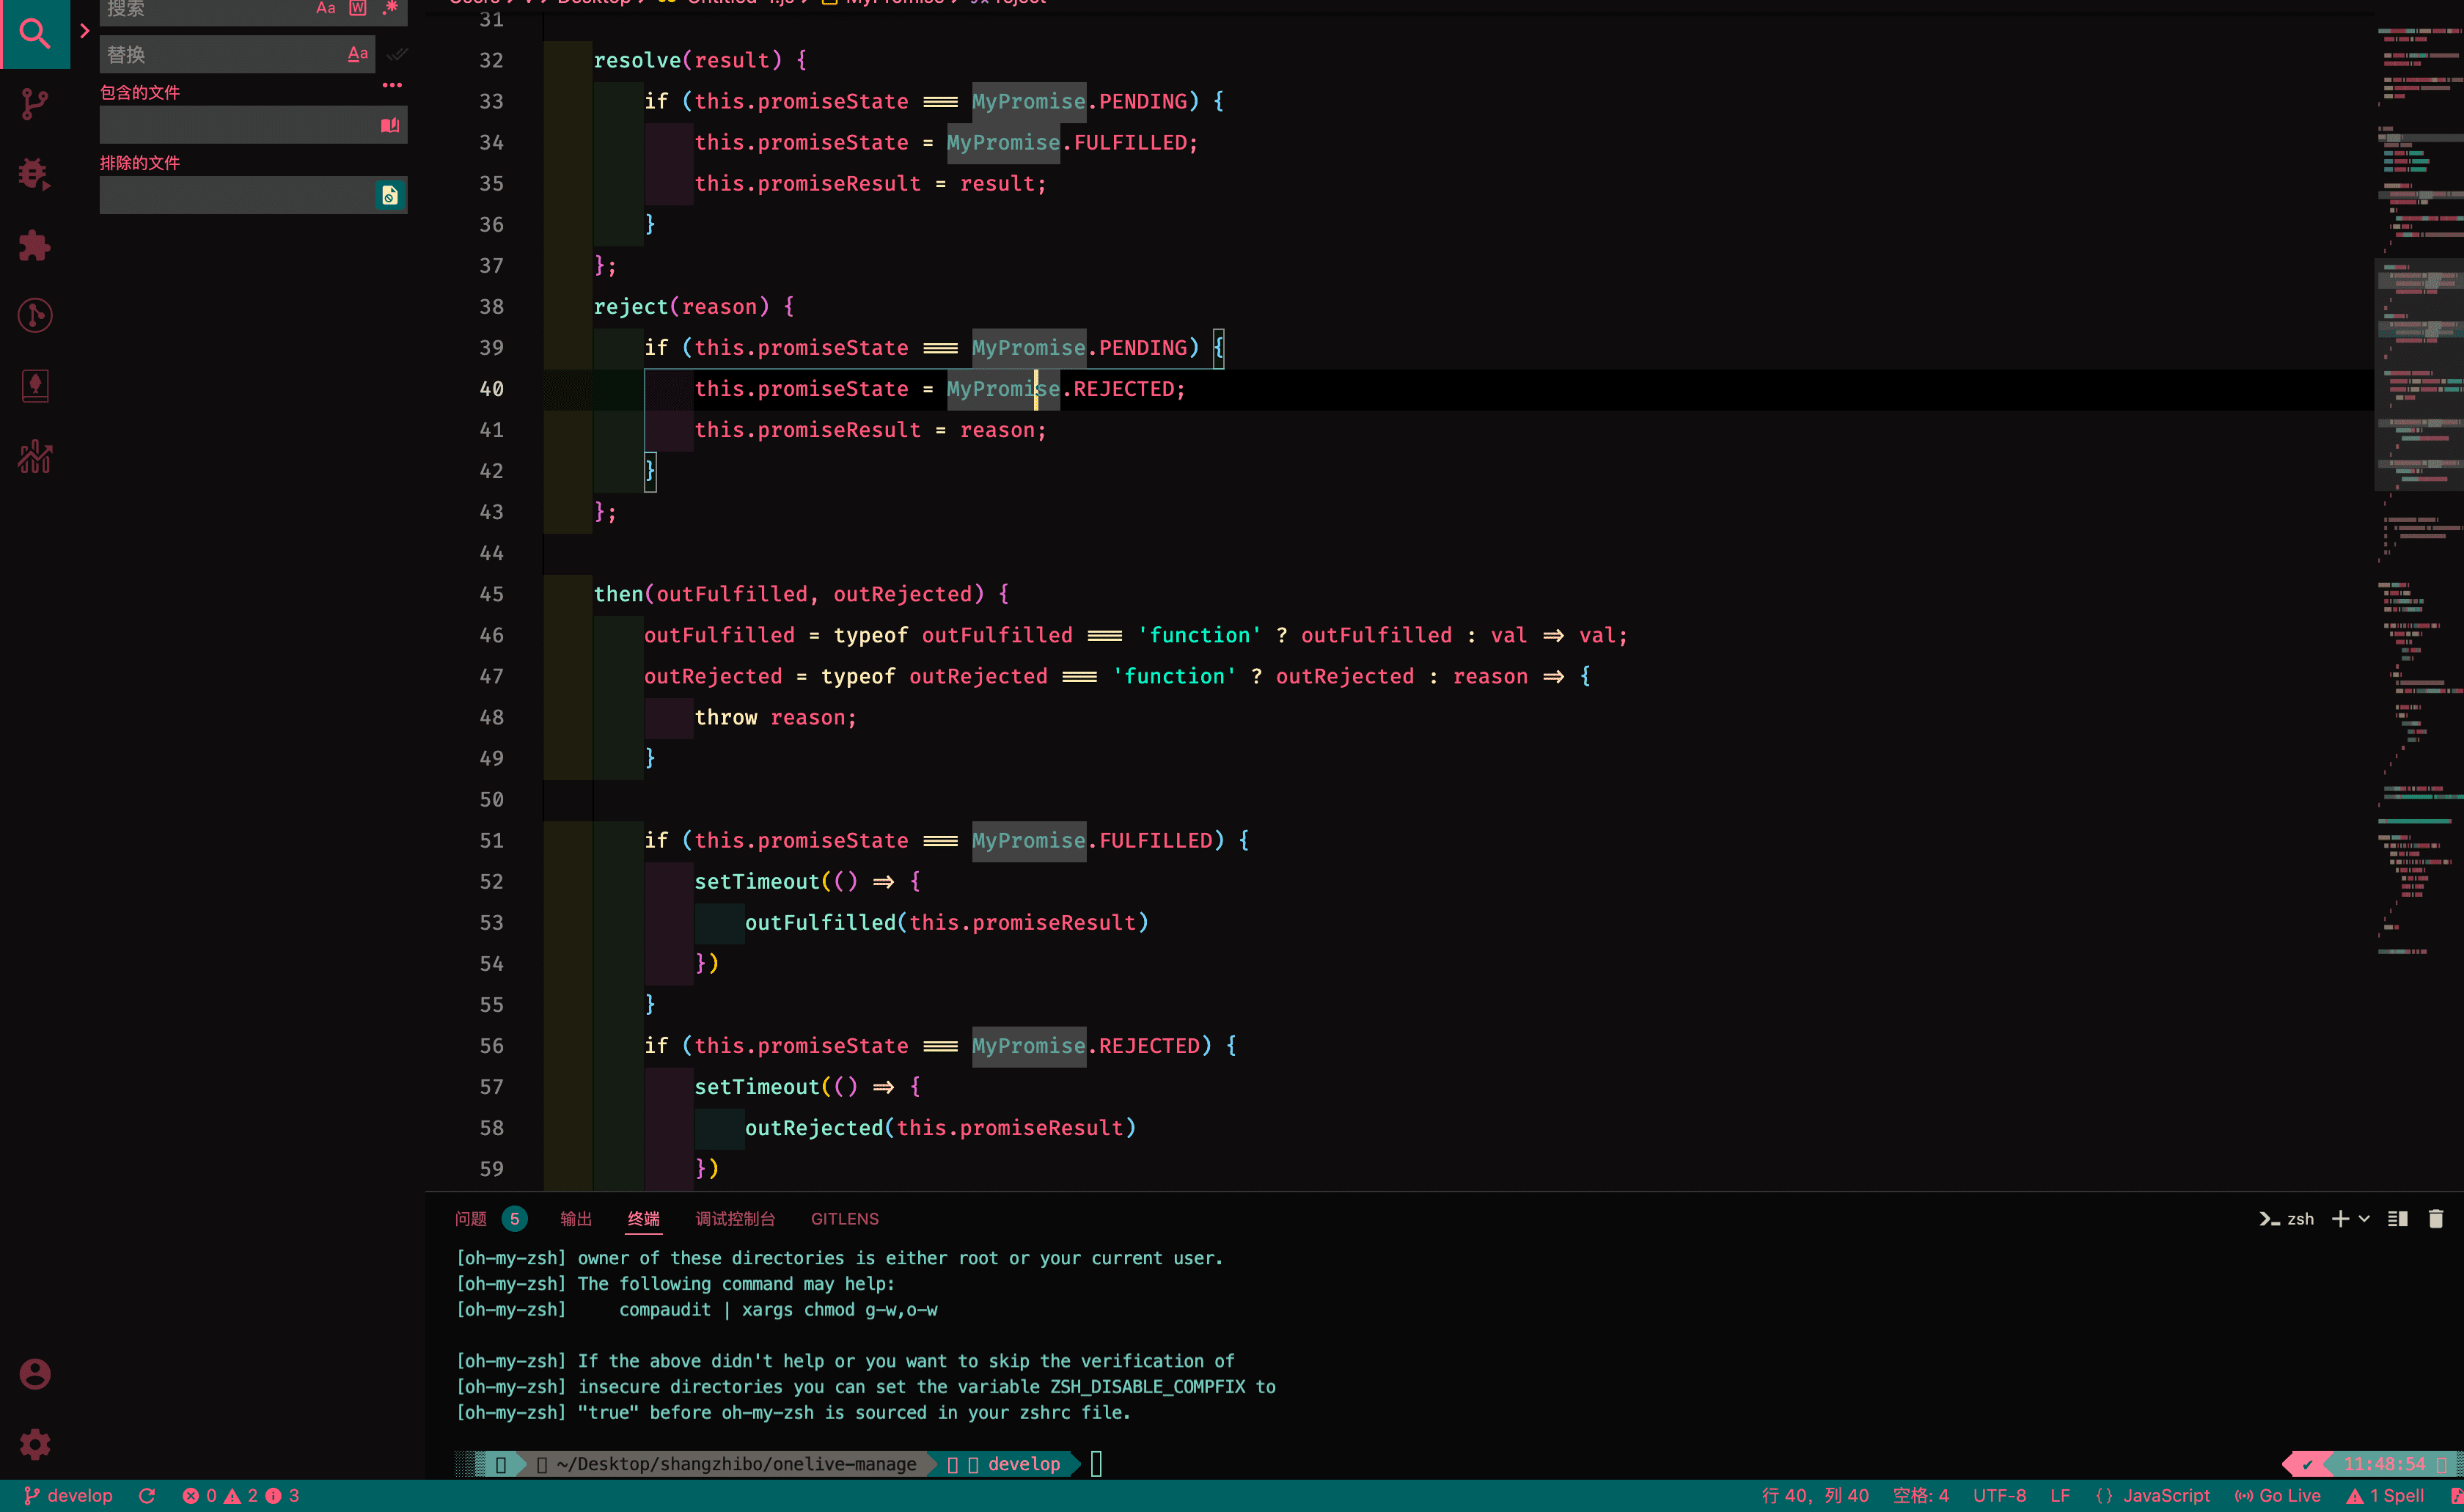 搜索
Aa
替换
Aa
包含的文件
排除的文件
31
32 resolve(result) {
33 if (this.promiseState === MyPromise.PENDING) {
34 this.promiseState = MyPromise.FULFILLED;
35 this.promiseResult = result;
36 }
37 };
38 reject(reason) {
39 if (this.promiseState === MyPromise.PENDING) {
40 this.promiseState = MyPromise.REJECTED;
41 this.promiseResult = reason;
42 }
43 };
44
45 then(outFulfilled, outRejected) {
46 outFulfilled = typeof outFulfilled === 'function' ? outFulfilled : val => val;
47 outRejected = typeof outRejected === 'function' ? outRejected : reason => {
48 throw reason;
49 }
50
51 if (this.promiseState === MyPromise.FULFILLED) {
52 setTimeout(() => {
53 outFulfilled(this.promiseResult)
54 })
55 }
56 if (this.promiseState === MyPromise.REJECTED) {
57 setTimeout(() => {
58 outRejected(this.promiseResult)
59 })
问题 5 输出 终端 调试控制台 GITLENS zsh
[oh-my-zsh] owner of these directories is either root or your current user.
[oh-my-zsh] The following command may help:
[oh-my-zsh] compaudit | xargs chmod g-w,o-w
[oh-my-zsh] If the above didn't help or you want to skip the verification of
[oh-my-zsh] insecure directories you can set the variable ZSH_DISABLE_COMPFIX to
[oh-my-zsh] "true" before oh-my-zsh is sourced in your zshrc file.
~/Desktop/shangzhibo/onelive-manage develop ✔ 11:48:54
develop 0 2 3 行 40，列 40 空格: 4 UTF-8 LF {} JavaScript Go Live 1 Spell